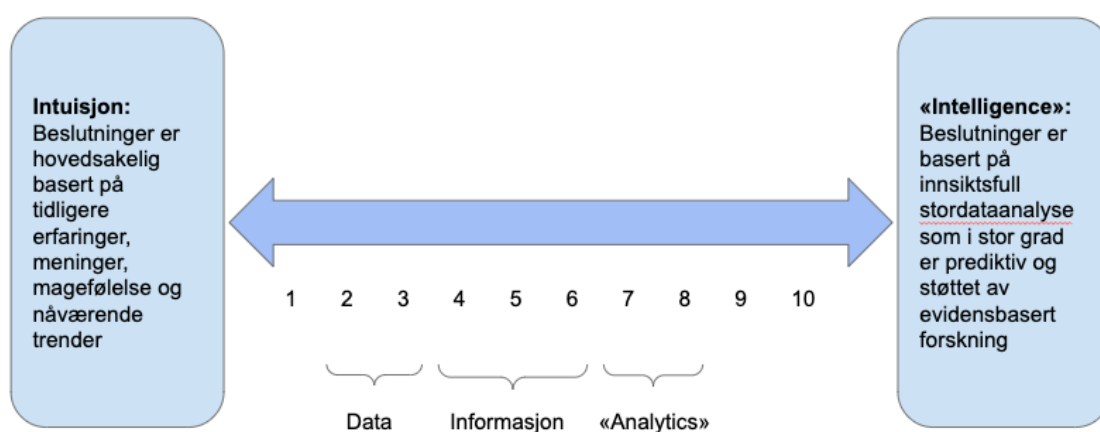 Intuisjon:
Beslutninger er
hovedsakelig
basert på
tidligere
erfaringer,
meninger,
magefølelse og
nåværende
trender
«Intelligence»:
Beslutninger er
basert på
innsiktsfull
stordataanalyse
som i stor grad
er prediktiv og
støttet av
evidensbasert
forskning
1 2 3 4 5 6 7 8 9 10
Data Informasjon «Analytics»